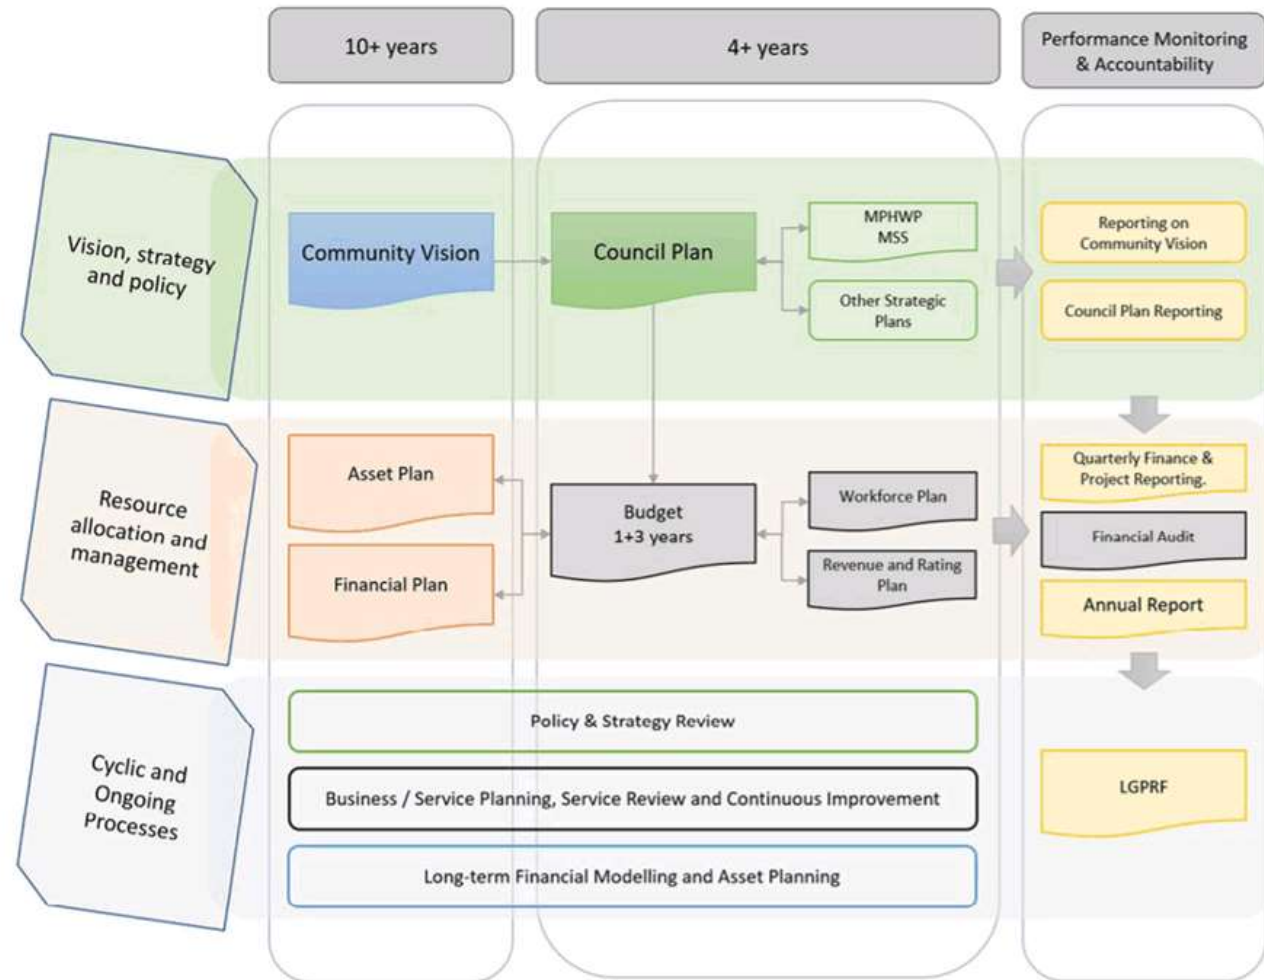 10+ years
4+ years
Performance Monitoring
& Accountability
Vision, strategy
and policy
Community Vision
Council Plan
MPHWP
MSS
Other Strategic
Plans
Reporting on
Community Vision
Council Plan Reporting
Resource
allocation and
management
Asset Plan
Financial Plan
Budget
1+3 years
Workforce Plan
Revenue and Rating
Plan
Quarterly Finance &
Project Reporting.
Financial Audit
Annual Report
Cyclic and
Ongoing
Processes
Policy & Strategy Review
Business / Service Planning, Service Review and Continuous Improvement
Long-term Financial Modelling and Asset Planning
LGPRF